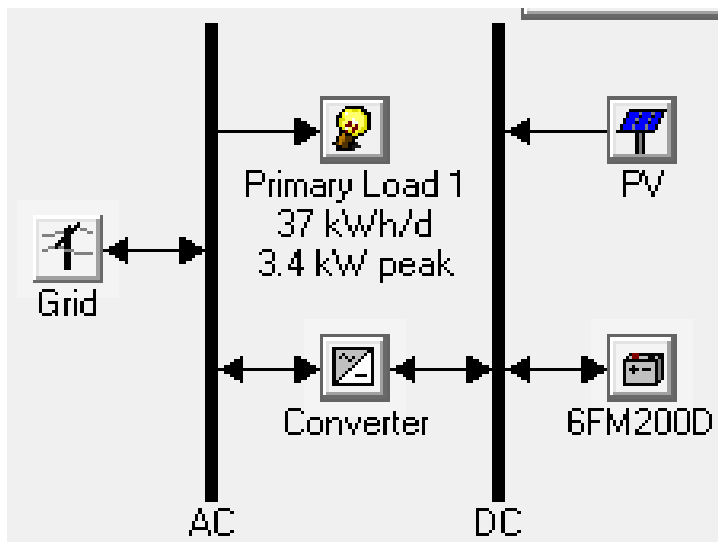 Primary Load 1
37 kWh/d
3.4 kW peak
PV
Grid
Converter
6FM200D
AC
DC